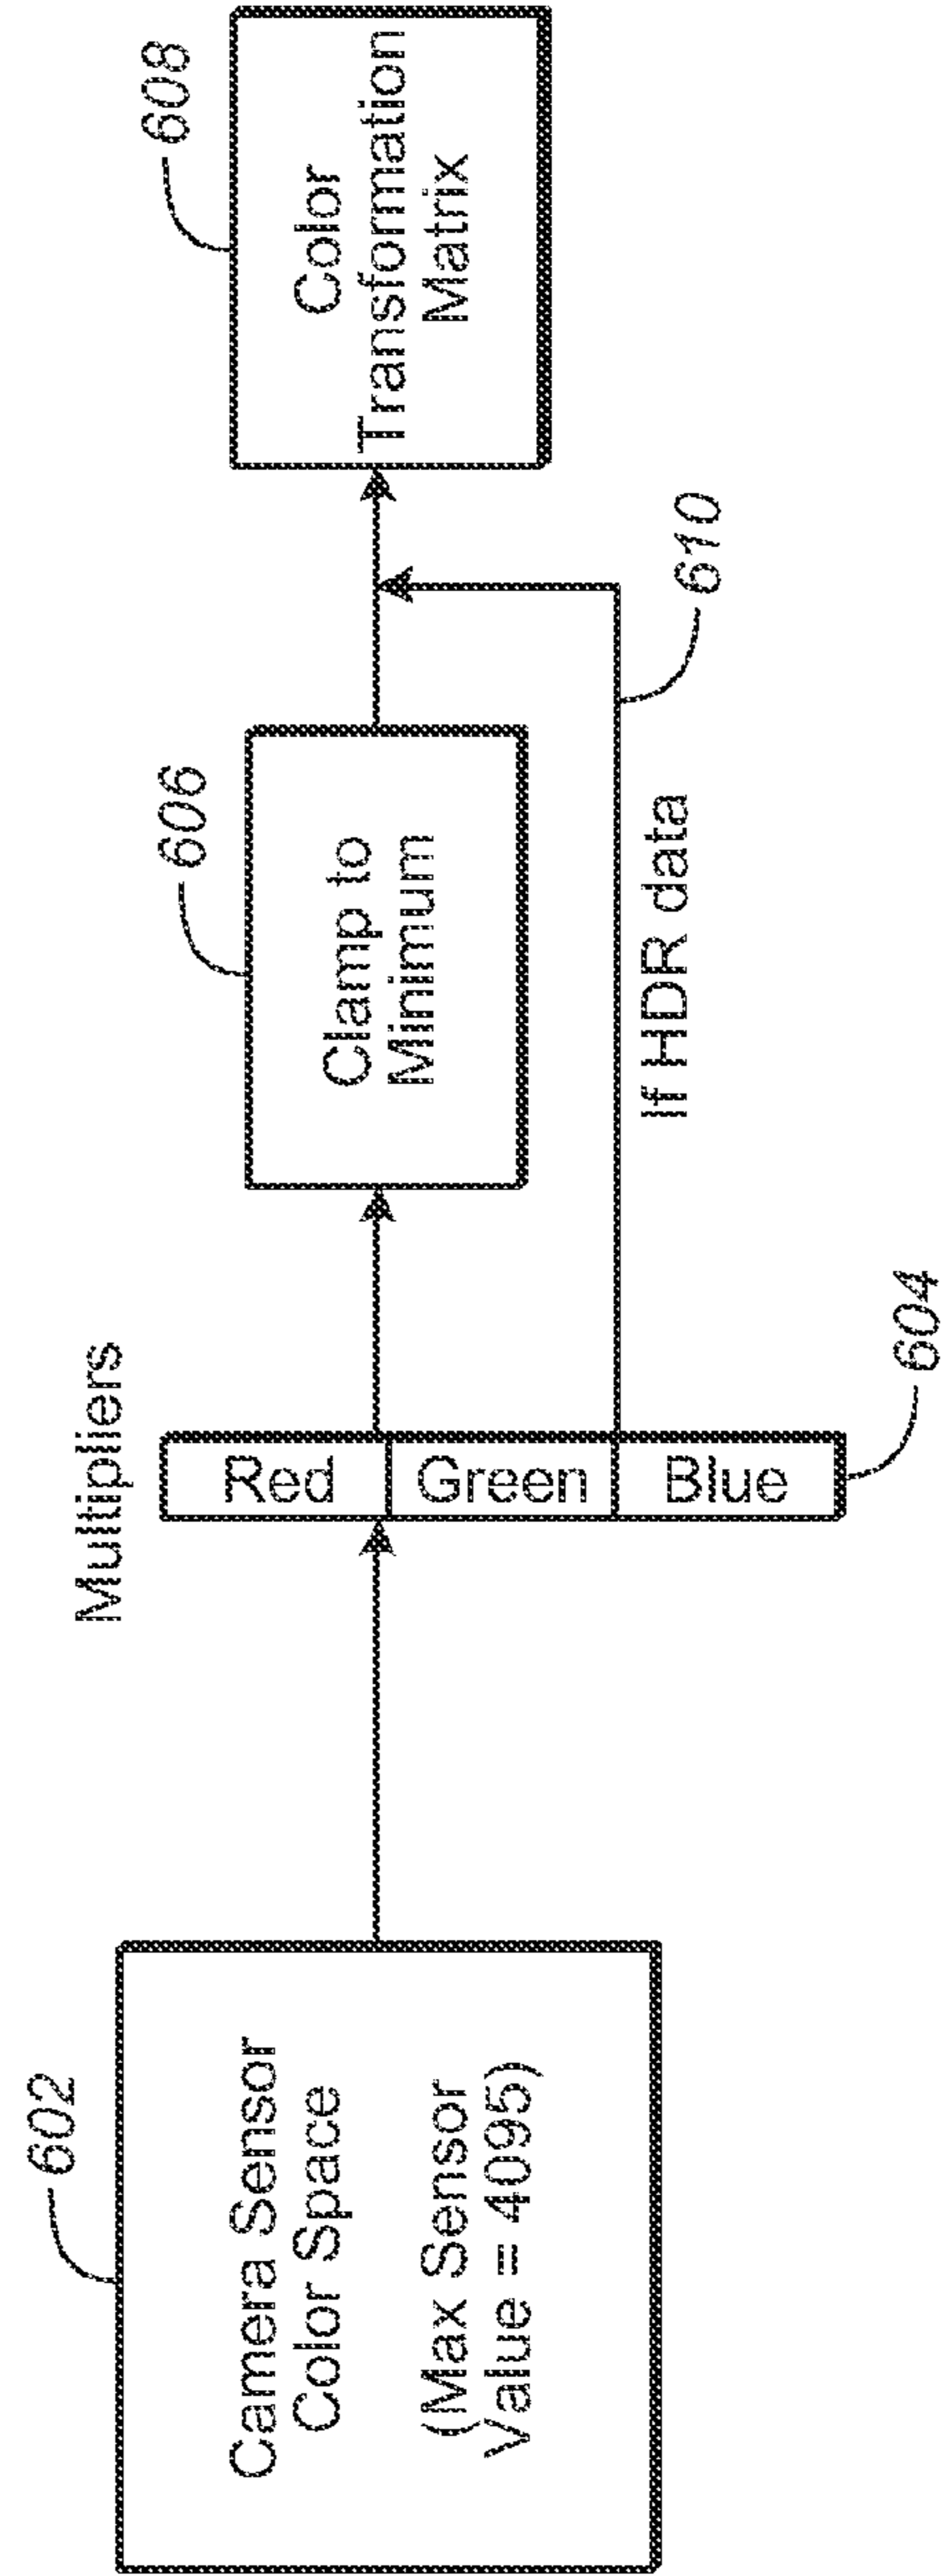 602
Camera Sensor
Color Space
(Max Sensor
Value = 4095)
Multipliers
Red
Green
Blue
604
606
Clamp to
Minimum
If HDR data
610
608
Color
Transformation
Matrix